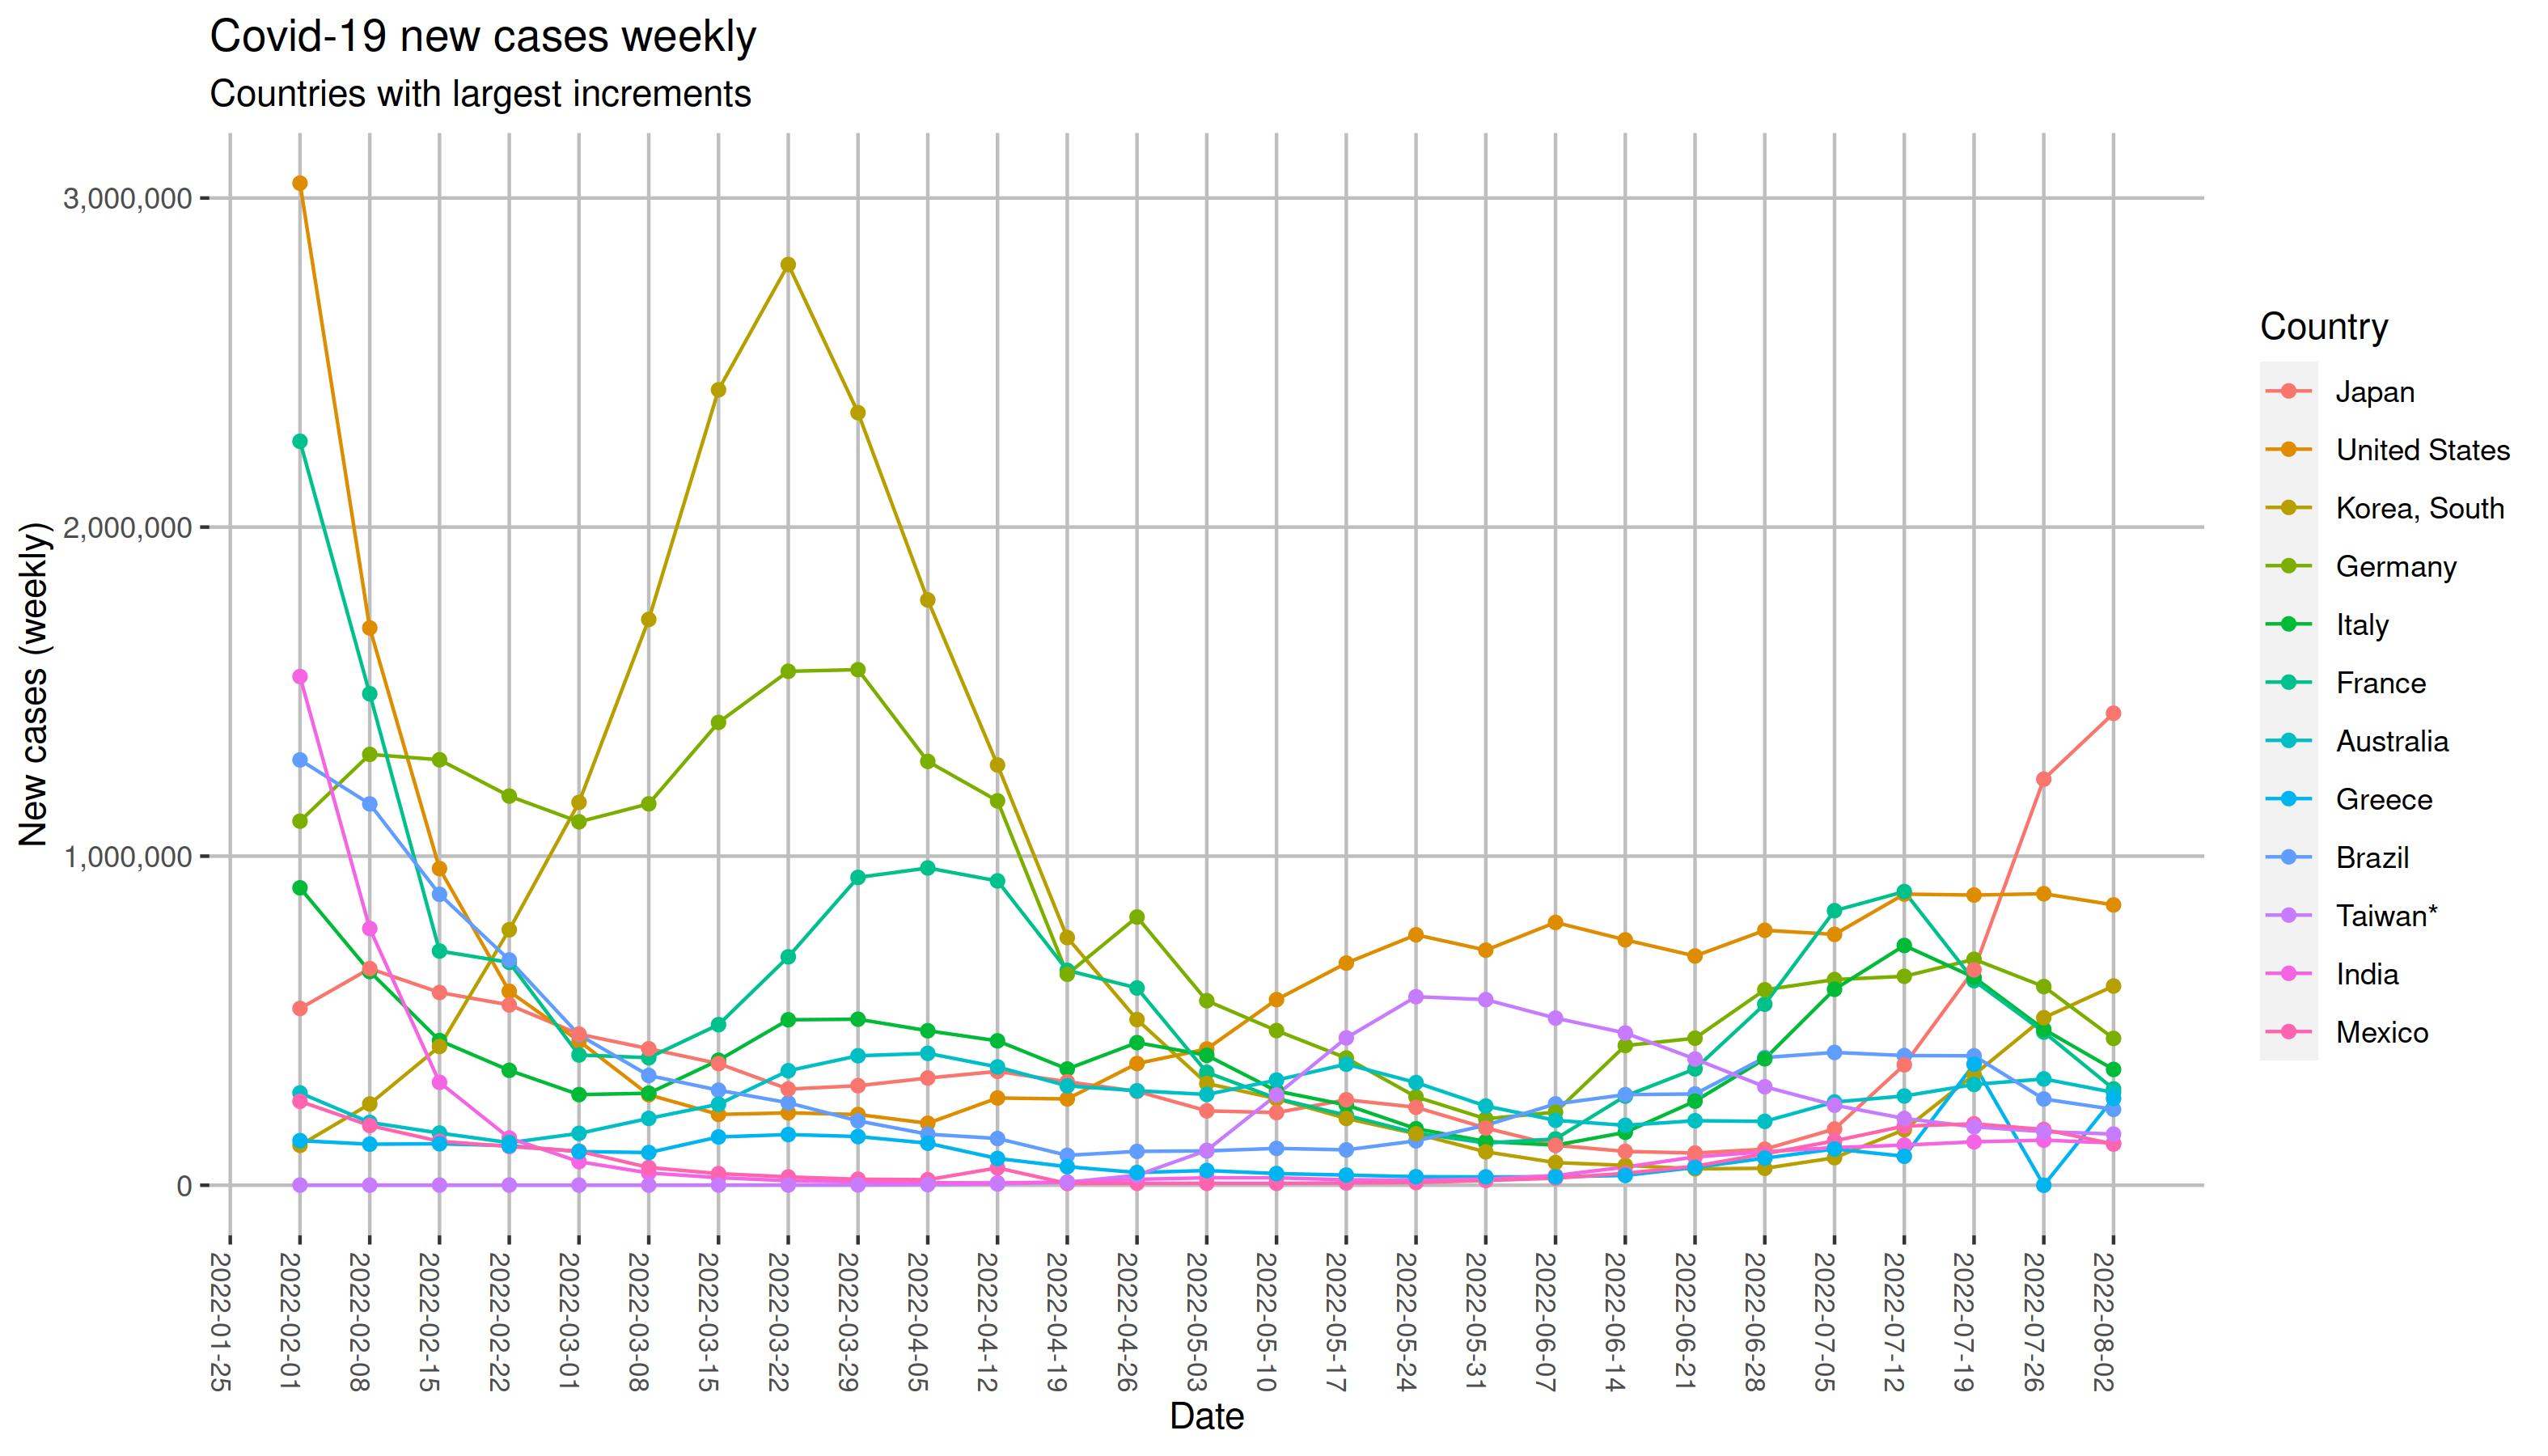 Covid-19 new cases weekly
Countries with largest increments
New cases (weekly)
3,000,000
2,000,000
1,000,000
0
2022-01-25
2022-02-01
2022-02-08
2022-02-15
2022-02-22
2022-03-01
2022-03-08
2022-03-15
2022-03-22
2022-03-29
2022-04-05
2022-04-12
2022-04-19
2022-04-26
2022-05-03
2022-05-10
2022-05-17
2022-05-24
2022-05-31
2022-06-07
2022-06-14
2022-06-21
2022-06-28
2022-07-05
2022-07-12
2022-07-19
2022-07-26
2022-08-02
Date
Country
Japan
United States
Korea, South
Germany
Italy
France
Australia
Greece
Brazil
Taiwan*
India
Mexico